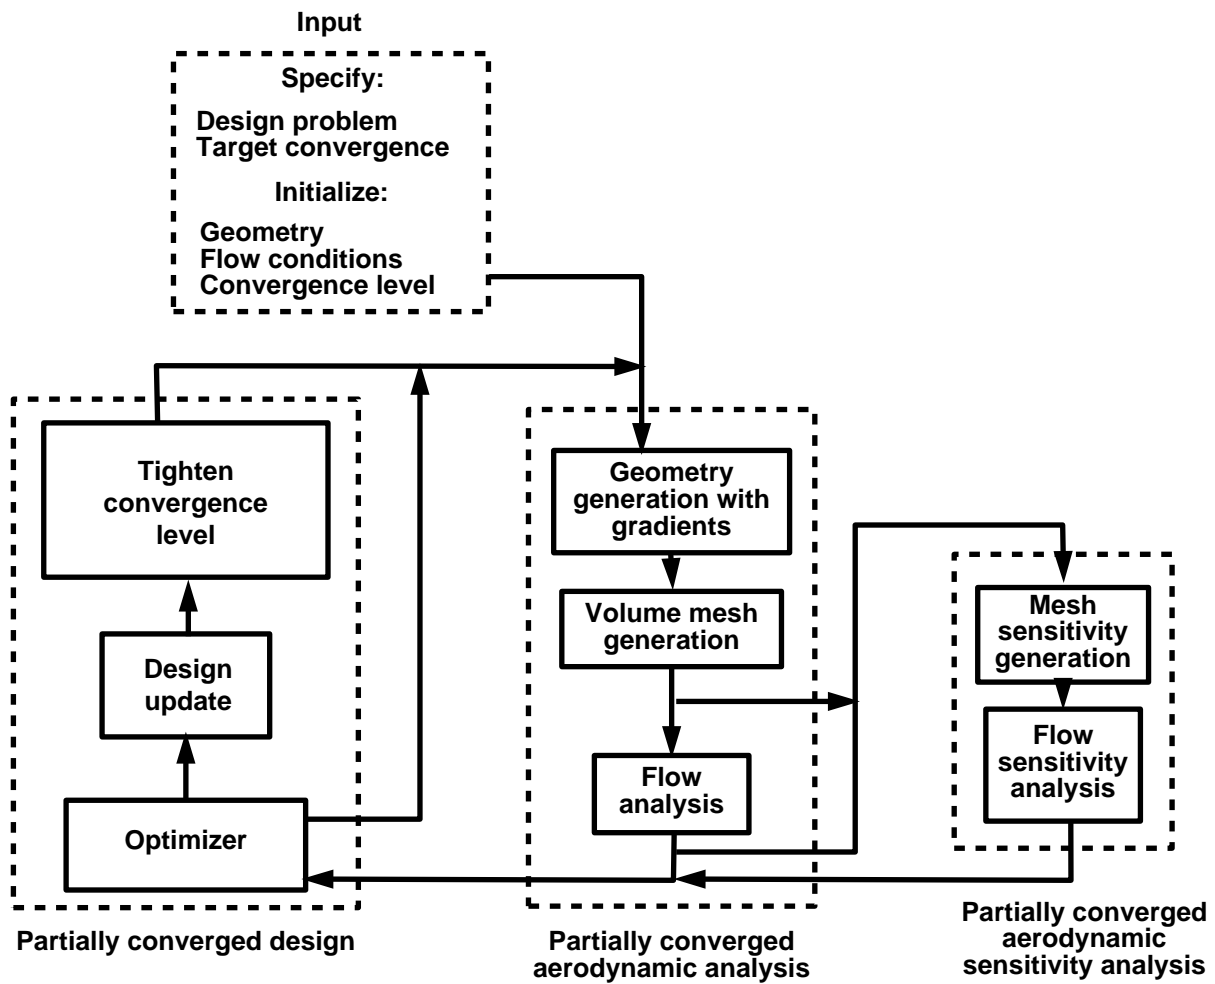 Input
Specify:
Design problem
Target convergence
Initialize:
Geometry
Flow conditions
Convergence level
Tighten
convergence
level
Design
update
Optimizer
Partially converged design
Geometry
generation with
gradients
Volume mesh
generation
Flow
analysis
Partially converged
aerodynamic analysis
Mesh
sensitivity
generation
Flow
sensitivity
analysis
Partially converged
aerodynamic
sensitivity analysis